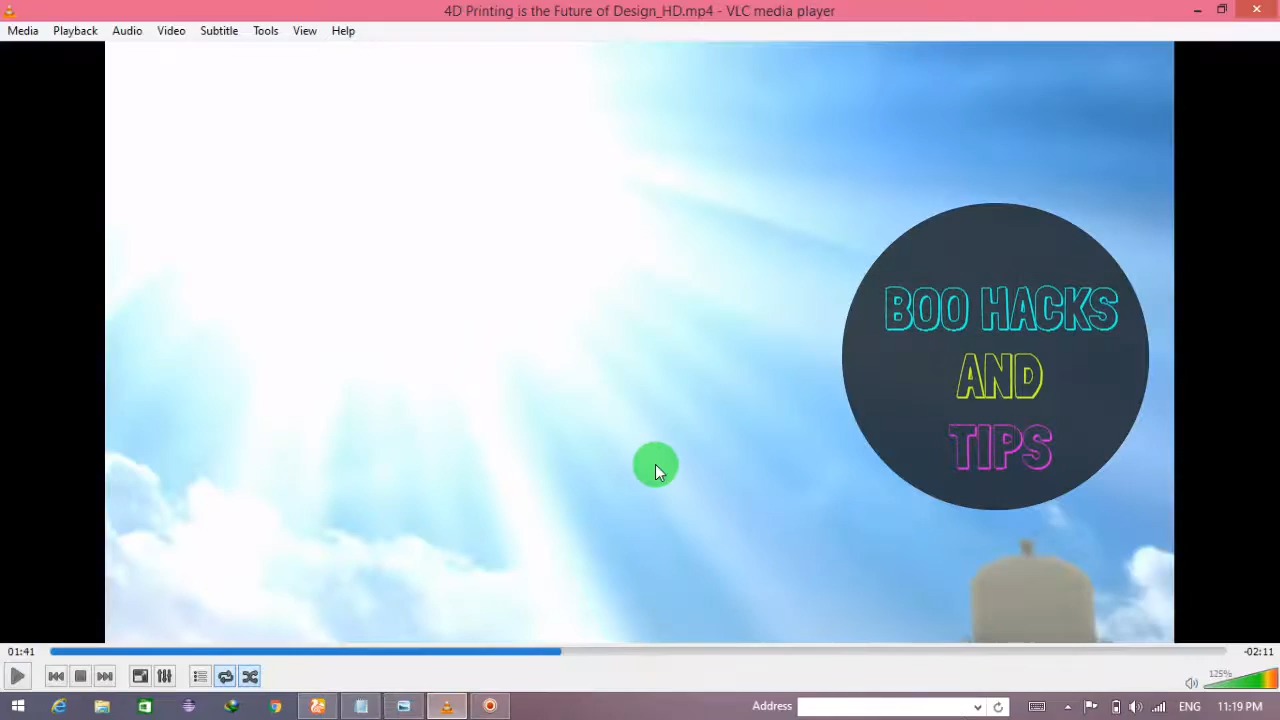 4D Printing is the Future of Design_HD.mp4 - VLC media player
Media Playback Audio Video Subtitle Tools View Help
BOO HACKS
AND
TIPS
01:41 -02:11
125%
Address ENG 11:19 PM